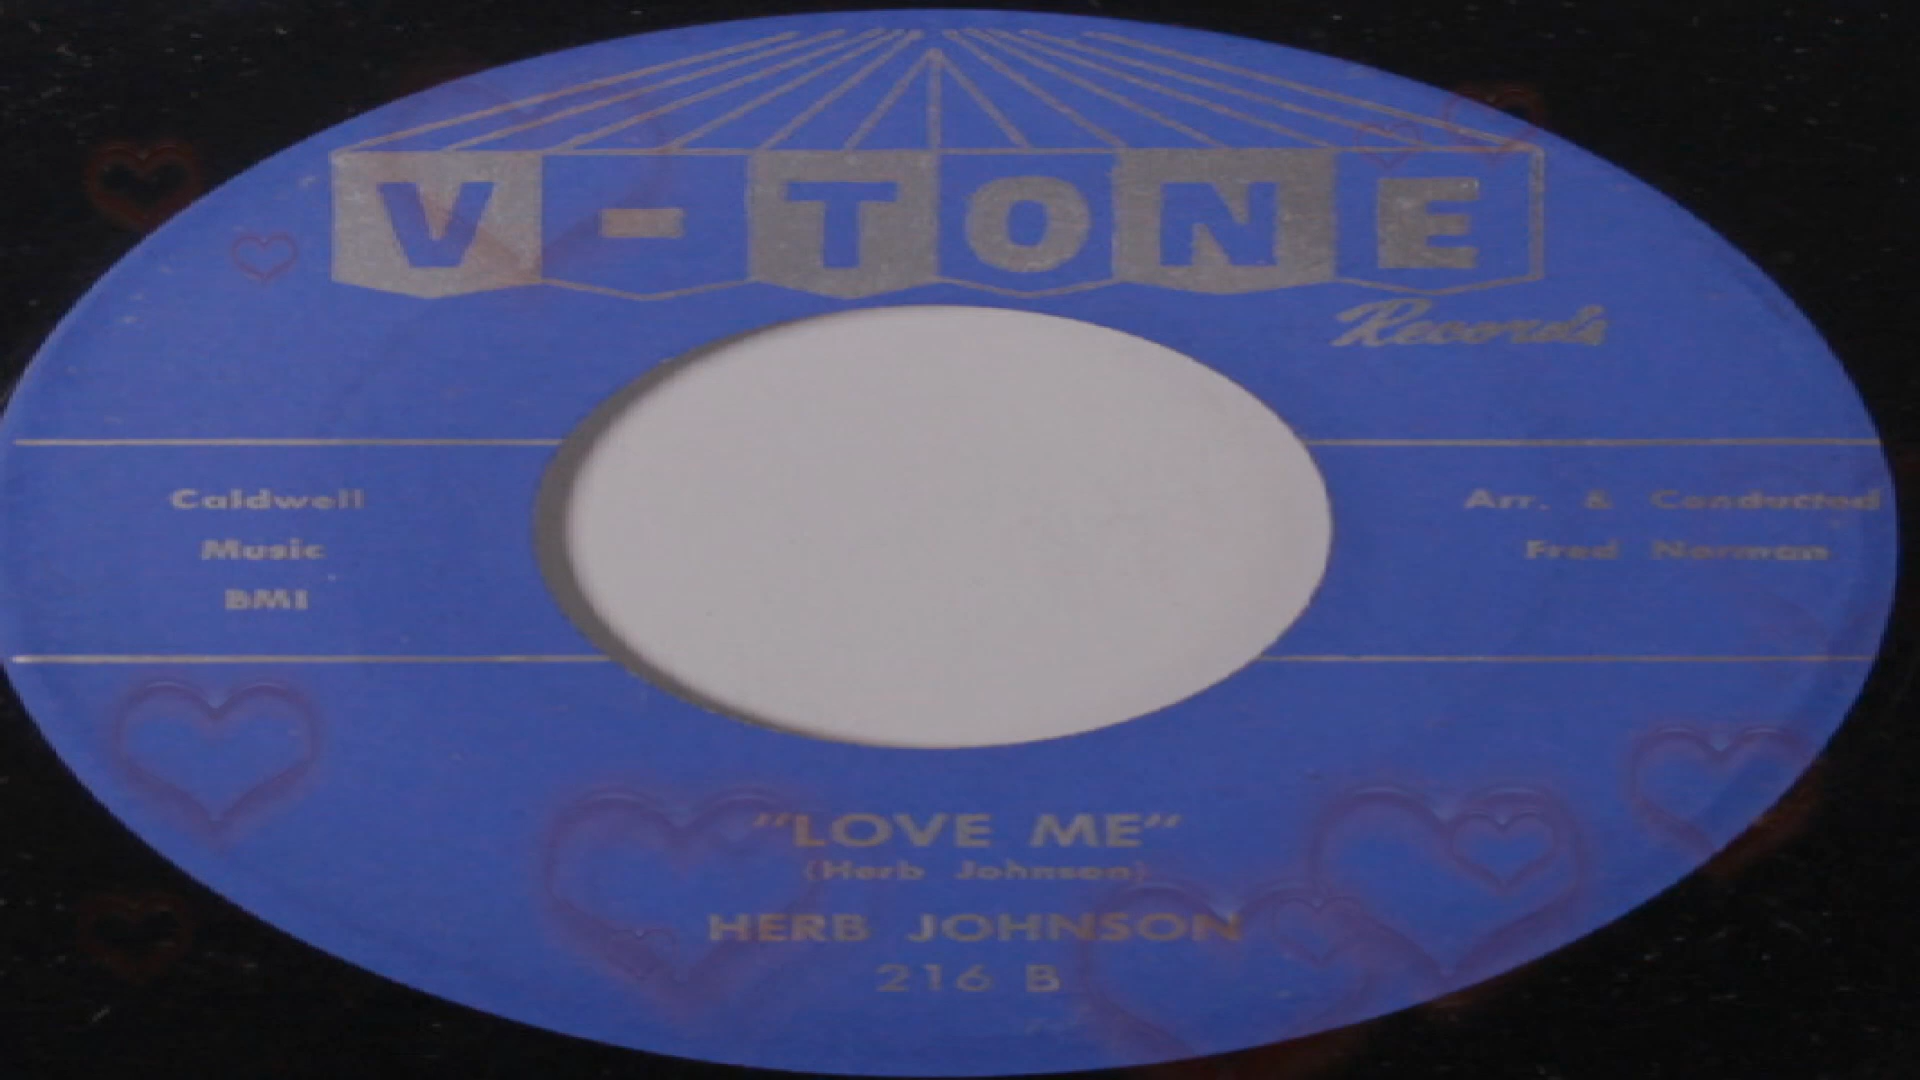 V-TONE
Records
Caldwell
Music
BMI
Arr. & Conducted
Fred Norman
"LOVE ME"
(Herb Johnson)
HERB JOHNSON
216 B